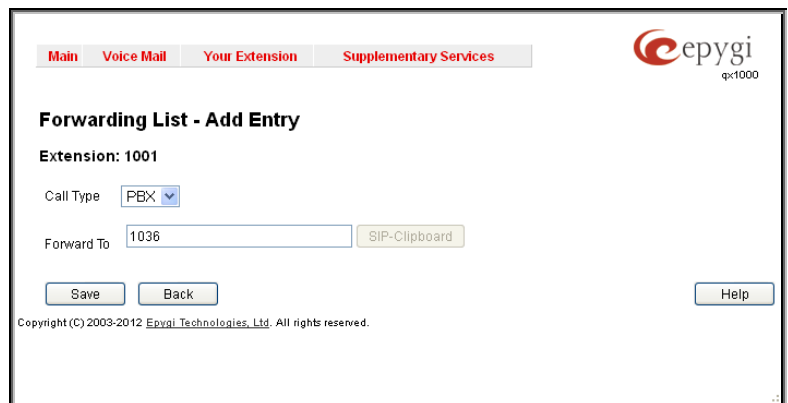 Main Voice Mail Your Extension Supplementary Services
epygi
qx1000
Forwarding List - Add Entry
Extension: 1001
Call Type PBX
Forward To 1036 SIP-Clipboard
Save Back Help
Copyright (C) 2003-2012 Epygi Technologies, Ltd. All rights reserved.